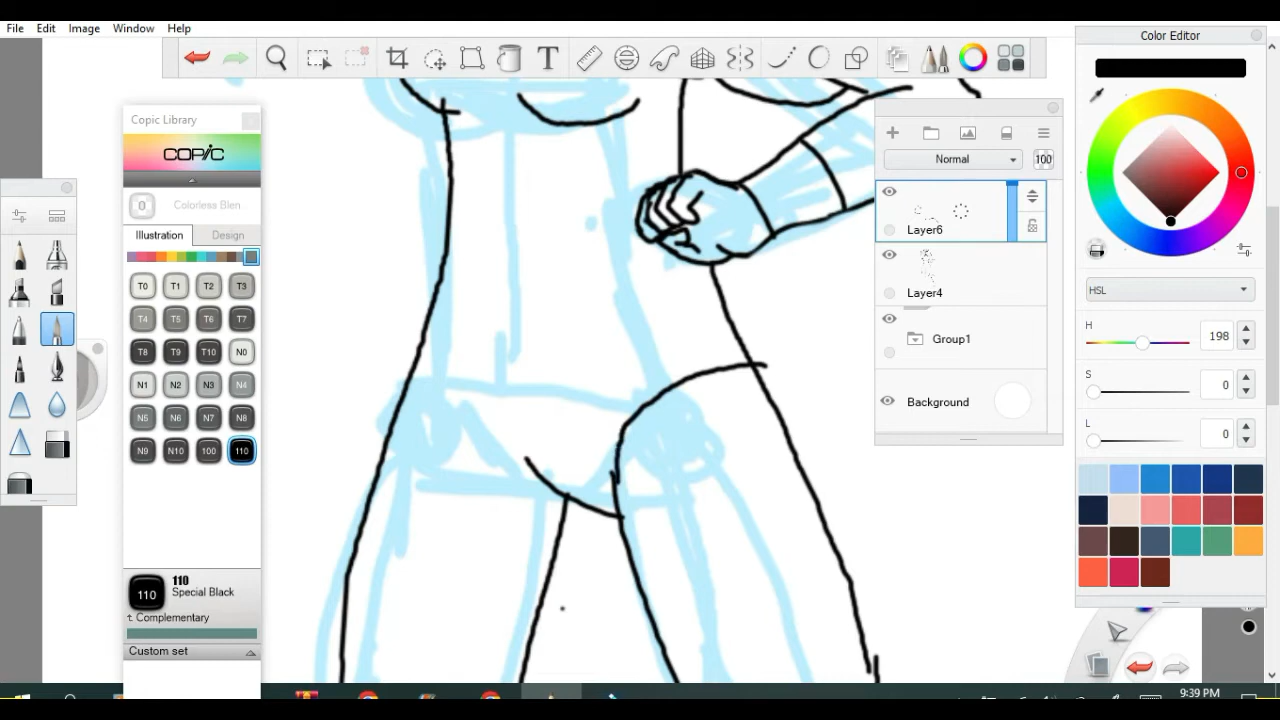 File Edit Image Window Help
Color Editor
Copic Library
COPIC
0 Colorless Blen
Illustration Design
T0 T1 T2 T3
T4 T5 T6 T7
T8 T9 T10 N0
N1 N2 N3 N4
N5 N6 N7 N8
N9 N10 100 110
110
110 Special Black
Complementary
Custom set
T
Normal 100
Layer6
Layer4
Group1
Background
HSL
H 198
S 0
L 0
9:39 PM